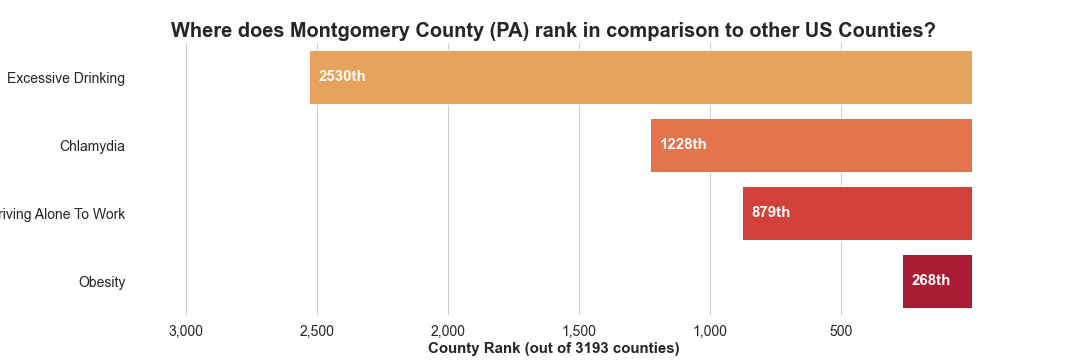 Where does Montgomery County (PA) rank in comparison to other US Counties?
Excessive Drinking
2530th
Chlamydia
1228th
riving Alone To Work
879th
Obesity
268th
3,000 2,500 2,000 1,500 1,000 500
County Rank (out of 3193 counties)